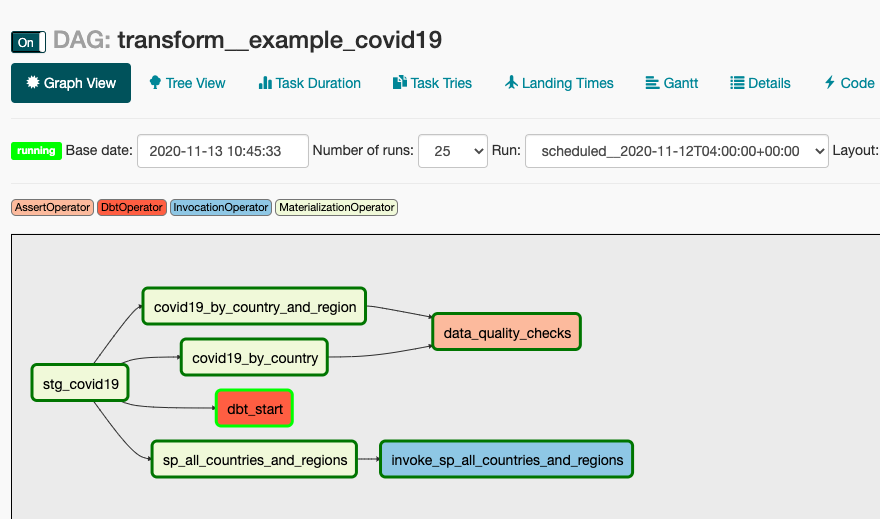 On DAG: transform__example_covid19
Graph View Tree View Task Duration Task Tries Landing Times Gantt Details Code
running Base date: 2020-11-13 10:45:33 Number of runs: 25 Run: scheduled__2020-11-12T04:00:00+00:00 Layout:
AssertOperator DbtOperator InvocationOperator MaterializationOperator
covid19_by_country_and_region
data_quality_checks
covid19_by_country
stg_covid19
dbt_start
sp_all_countries_and_regions invoke_sp_all_countries_and_regions